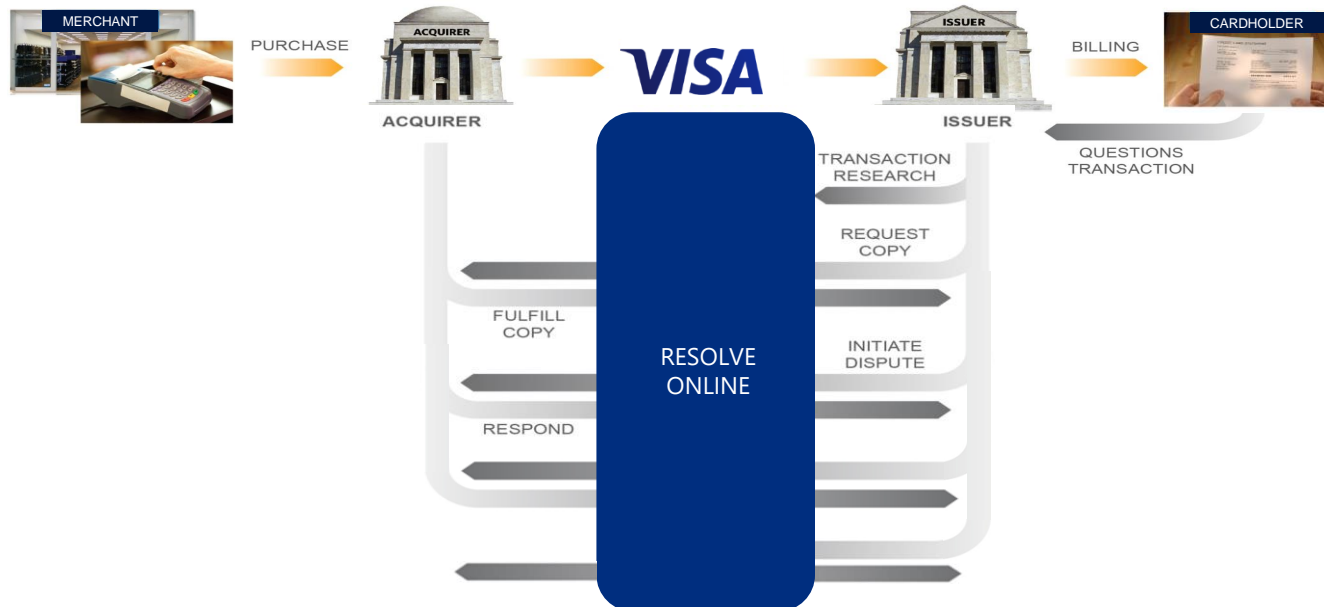 MERCHANT
PURCHASE
ACQUIRER
ACQUIRER
VISA
ISSUER
ISSUER
BILLING
CARDHOLDER
QUESTIONS
TRANSACTION
TRANSACTION
RESEARCH
REQUEST
COPY
FULFILL
COPY
RESOLVE
ONLINE
INITIATE
DISPUTE
RESPOND